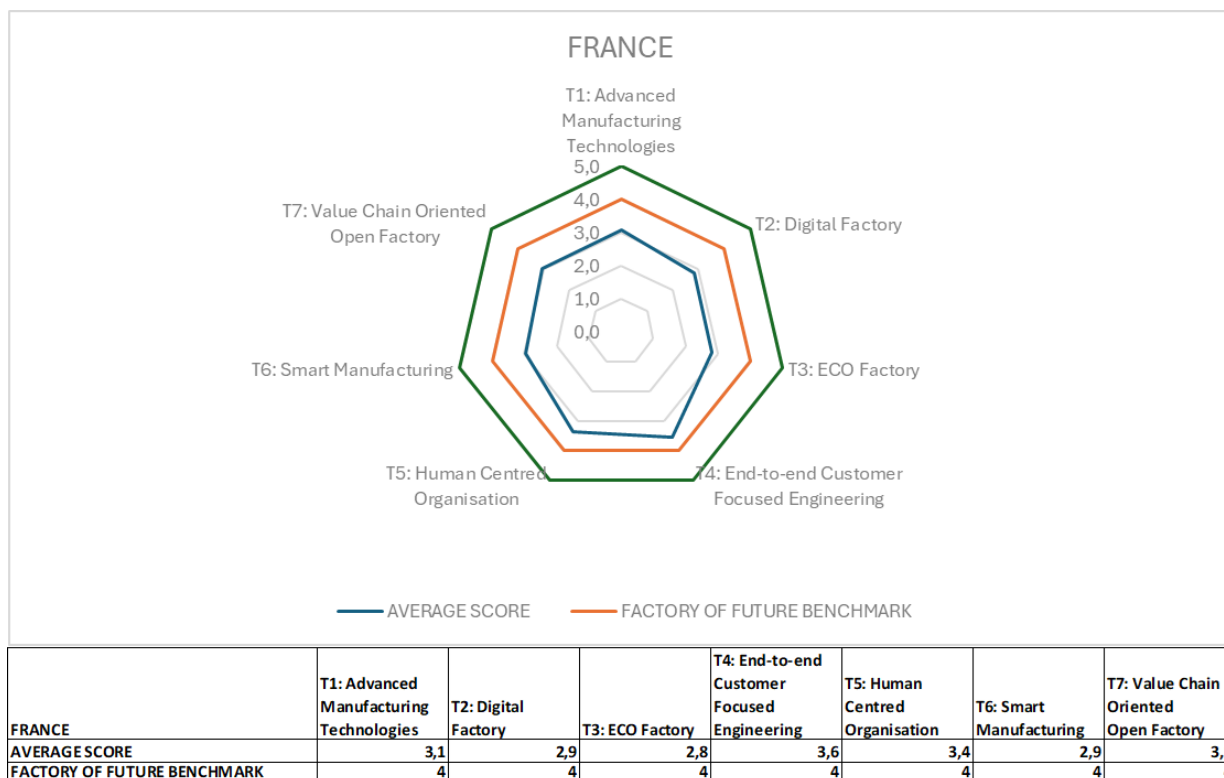 FRANCE
T1: Advanced
Manufacturing
Technologies
5,0
4,0
3,0
2,0
1,0
0,0
T7: Value Chain Oriented
Open Factory
T2: Digital Factory
T6: Smart Manufacturing
T3: ECO Factory
T5: Human Centred
Organisation
T4: End-to-end Customer
Focused Engineering
AVERAGE SCORE FACTORY OF FUTURE BENCHMARK
FRANCE T1: Advanced Manufacturing Technologies T2: Digital Factory T3: ECO Factory T4: End-to-end Customer Focused Engineering T5: Human Centred Organisation T6: Smart Manufacturing T7: Value Chain Oriented Open Factory
AVERAGE SCORE 3,1 2,9 2,8 3,6 3,4 2,9 3,
FACTORY OF FUTURE BENCHMARK 4 4 4 4 4 4